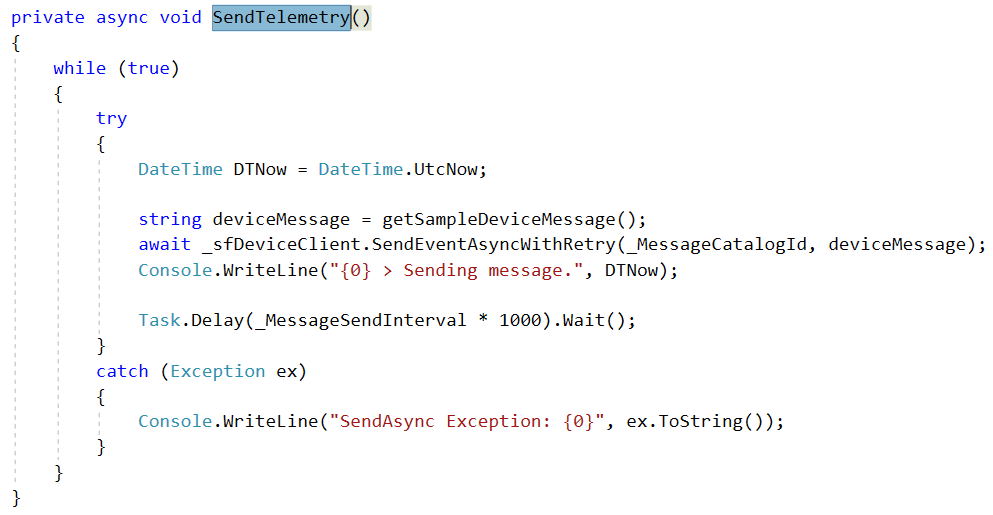 private async void SendTelemetry()
{
while (true)
{
try
{
DateTime DTNow = DateTime.UtcNow;
string deviceMessage = getSampleDeviceMessage();
await _sfDeviceClient.SendEventAsyncWithRetry(_MessageCatalogId, deviceMessage);
Console.WriteLine("{0} > Sending message.", DTNow);
Task.Delay(_MessageSendInterval * 1000).Wait();
}
catch (Exception ex)
{
Console.WriteLine("SendAsync Exception: {0}", ex.ToString());
}
}
}